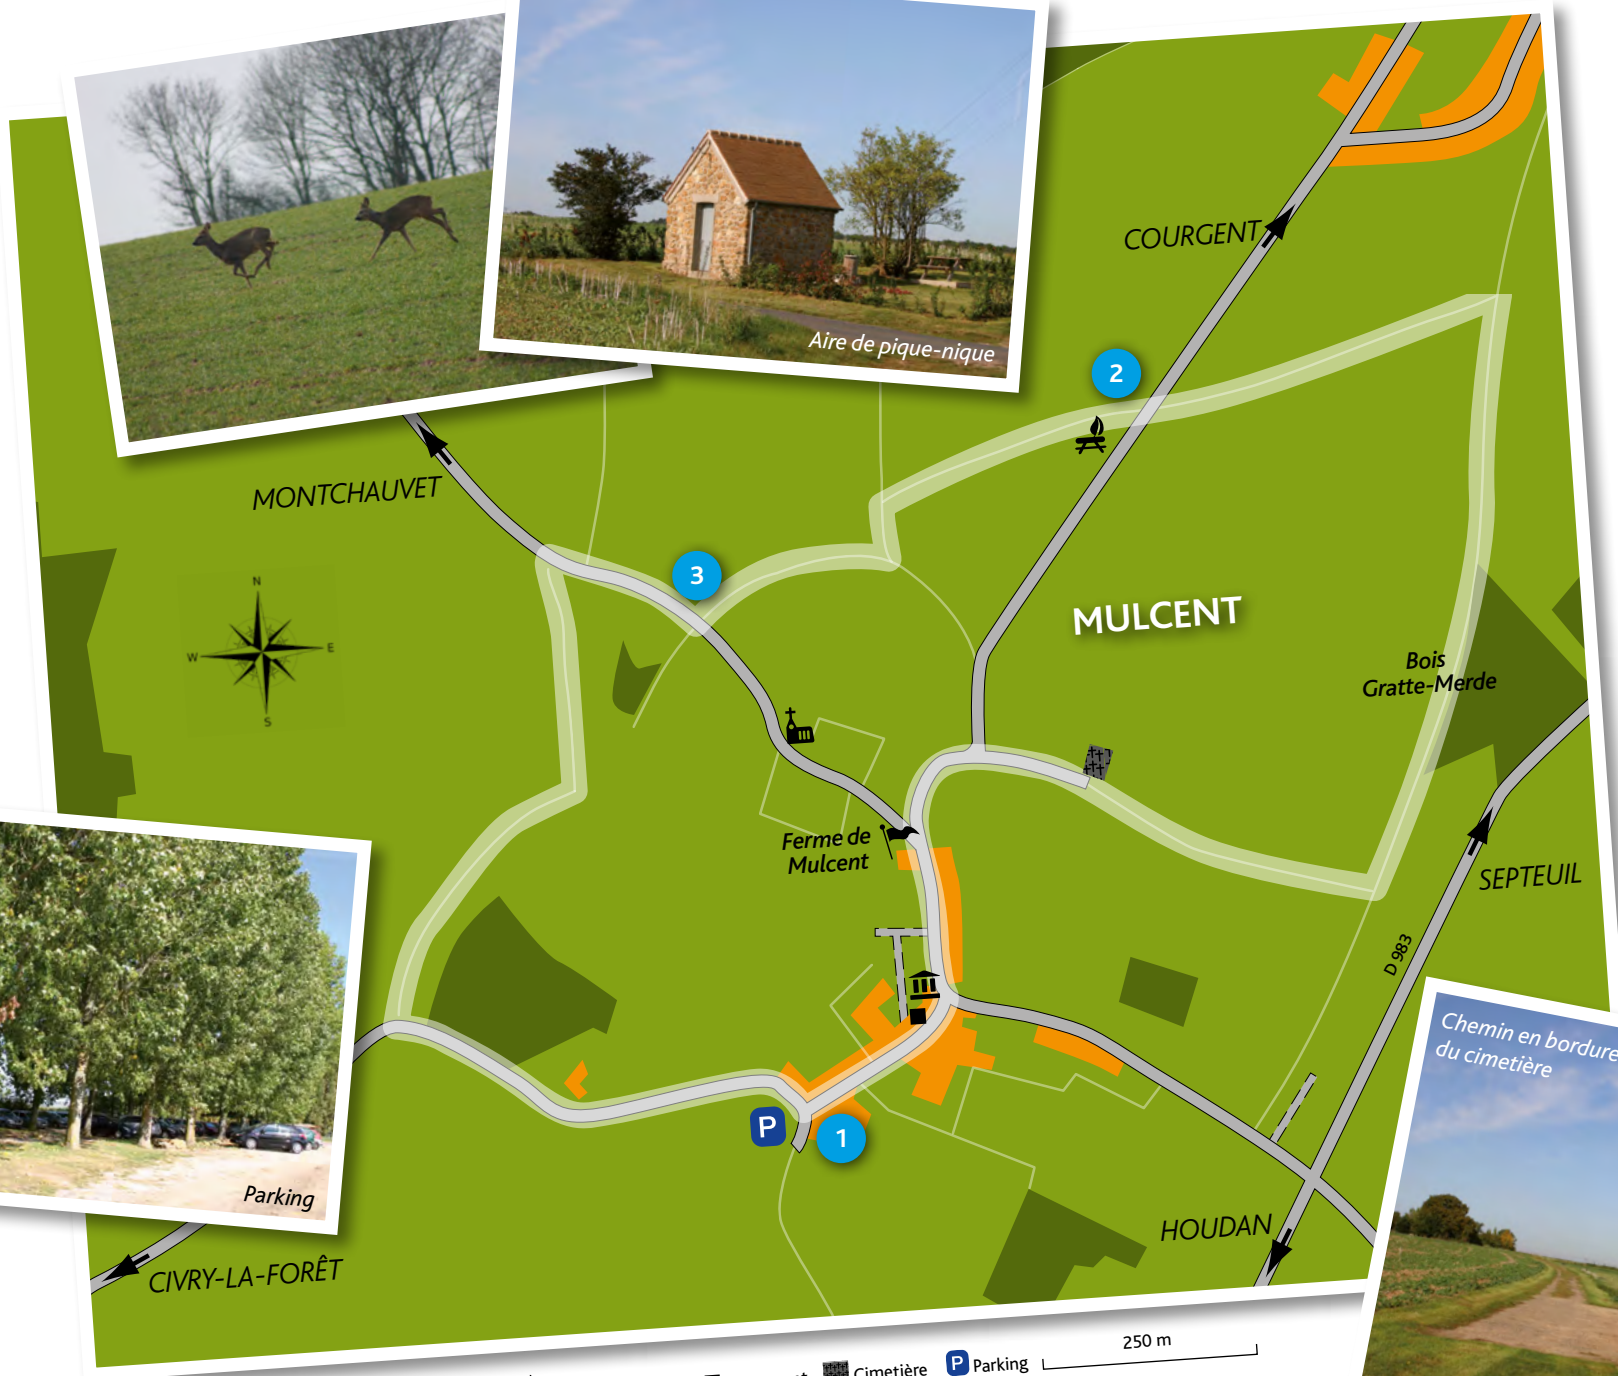 Aire de pique-nique
COURGENT
2
MONTCHAUVET
3
N
W
E
S
MULCENT
Bois
Gratte-Merde
Ferme de
Mulcent
SEPTEUIL
D 983
Chemin en bordure
du cimetière
P
1
Parking
HOUDAN
CIVRY-LA-FORÊT
Cimetière
P Parking
250 m